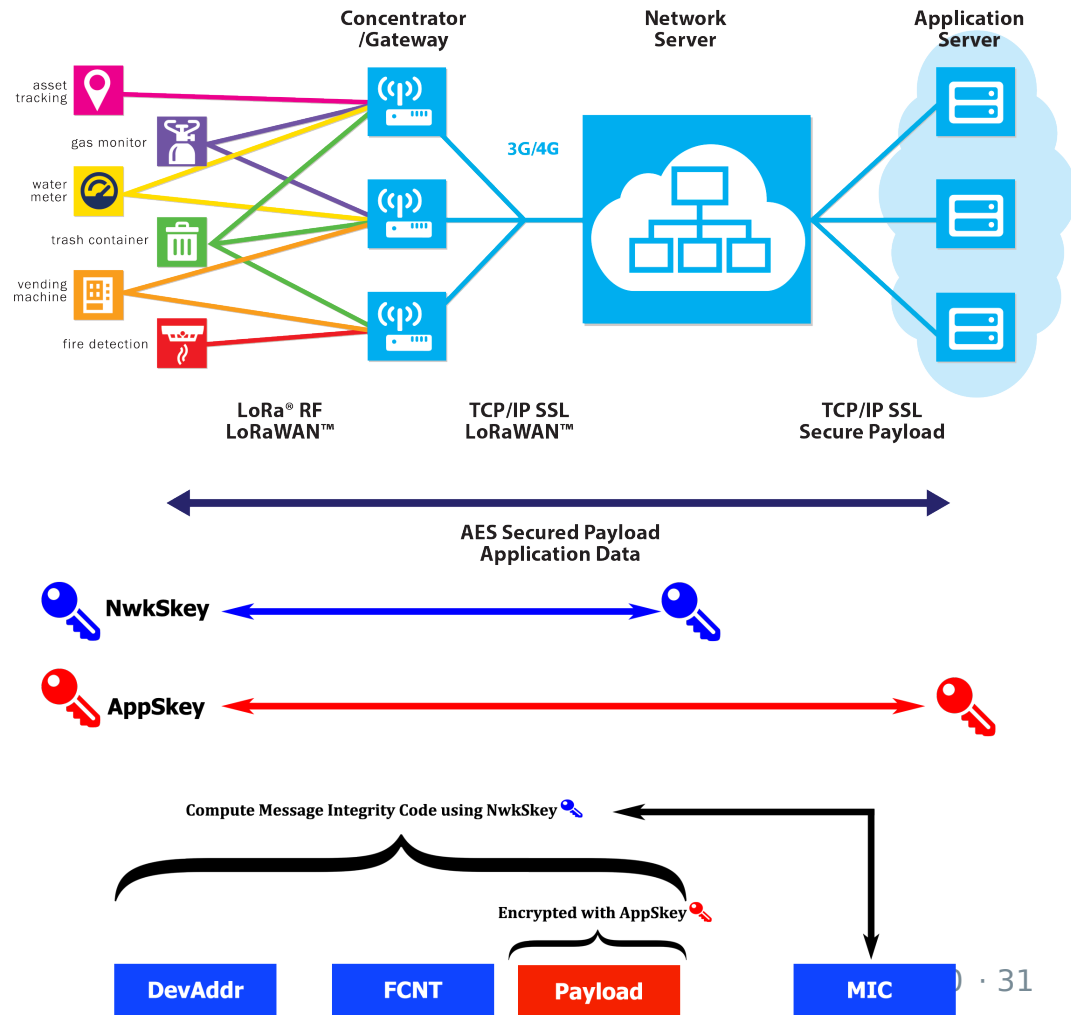 Concentrator
/Gateway
Network
Server
Application
Server
asset
tracking
gas monitor
water
meter
trash container
vending
machine
fire detection
3G/4G
LoRa® RF
LoRaWAN™
TCP/IP SSL
LoRaWAN™
TCP/IP SSL
Secure Payload
AES Secured Payload
Application Data
NwkSkey
AppSkey
Compute Message Integrity Code using NwkSkey
Encrypted with AppSkey
DevAddr
FCNT
Payload
MIC
· 31